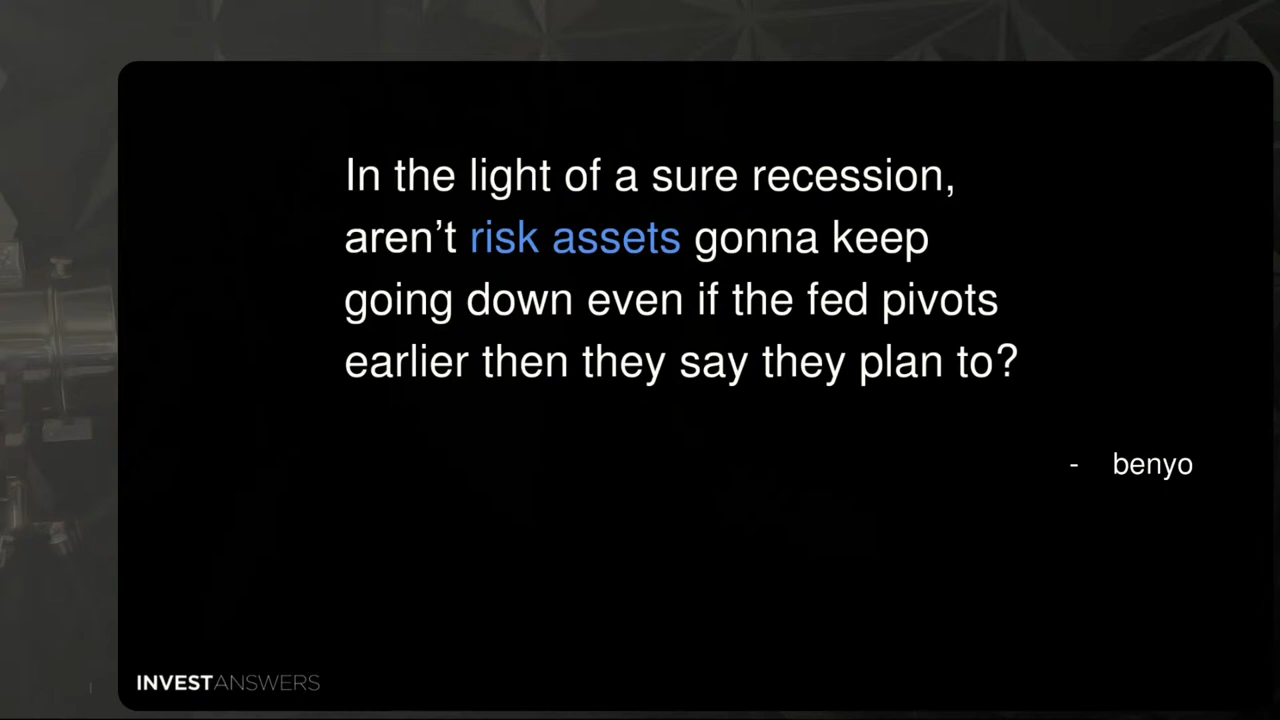 In the light of a sure recession,
aren’t risk assets gonna keep
going down even if the fed pivots
earlier then they say they plan to?
- benyo
INVESTANSWERS